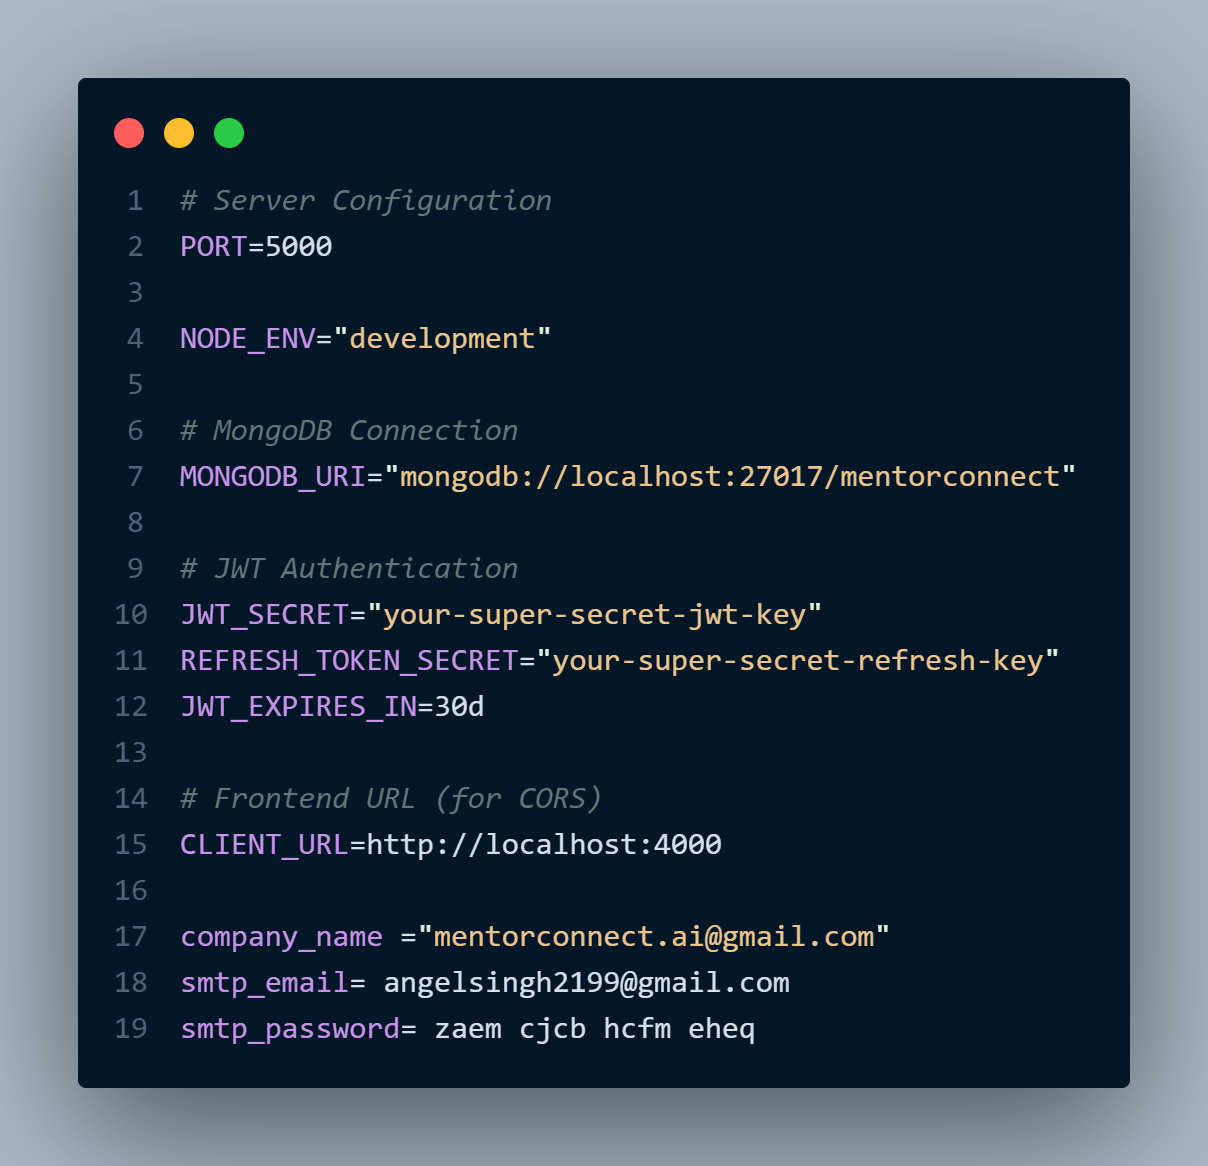 1 # Server Configuration
2 PORT=5000
3
4 NODE_ENV="development"
5
6 # MongoDB Connection
7 MONGODB_URI="mongodb://localhost:27017/mentorconnect"
8
9 # JWT Authentication
10 JWT_SECRET="your-super-secret-jwt-key"
11 REFRESH_TOKEN_SECRET="your-super-secret-refresh-key"
12 JWT_EXPIRES_IN=30d
13
14 # Frontend URL (for CORS)
15 CLIENT_URL=http://localhost:4000
16
17 company_name ="mentorconnect.ai@gmail.com"
18 smtp_email= angelsingh2199@gmail.com
19 smtp_password= zaem cjcb hcfm eheq